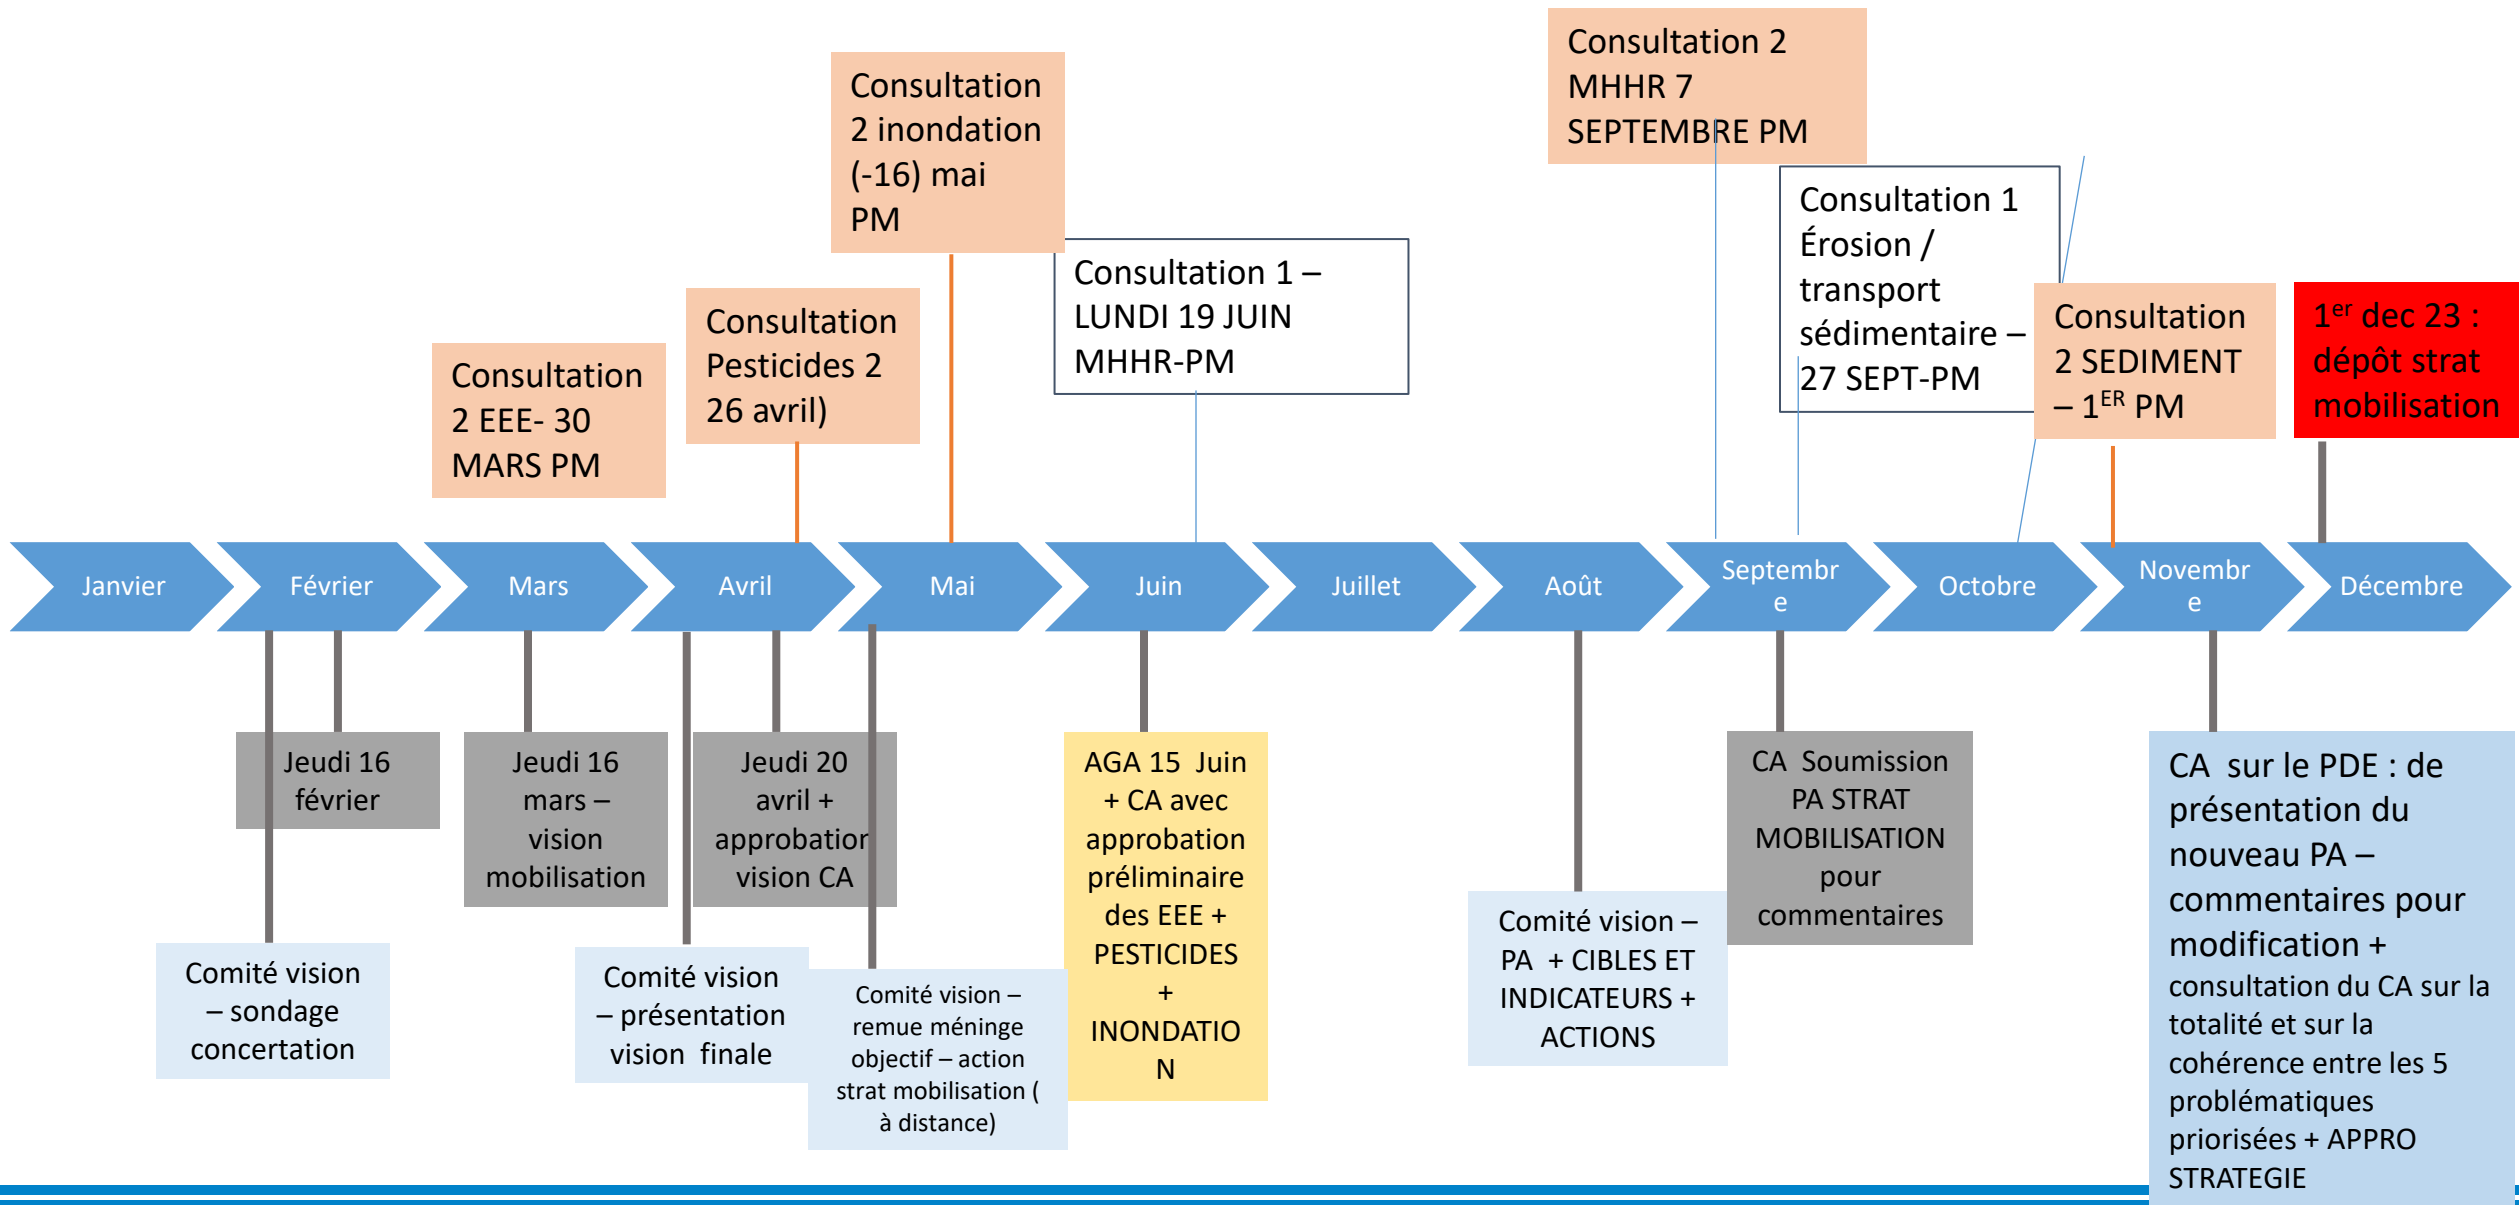 Consultation 2
MHHR 7
SEPTEMBRE PM
Consultation
2 inondation
(-16) mai
PM
Consultation 1
Érosion /
transport
sédimentaire –
27 SEPT-PM
Consultation 1 –
LUNDI 19 JUIN
MHHR-PM
Consultation
2 SEDIMENT
– 1ER PM
1er dec 23 :
dépôt strat
mobilisation
Consultation
Pesticides 2
26 avril)
Consultation
2 EEE- 30
MARS PM
Janvier
Février
Mars
Avril
Mai
Juin
Juillet
Août
Septembr
e
Octobre
Novembr
e
Décembre
Jeudi 16
février
Jeudi 16
mars –
vision
mobilisation
Jeudi 20
avril +
approbation
vision CA
AGA 15 Juin
+ CA avec
approbation
préliminaire
des EEE +
PESTICIDES
+
INONDATIO
N
CA Soumission
PA STRAT
MOBILISATION
pour
commentaires
CA sur le PDE : de
présentation du
nouveau PA –
commentaires pour
modification +
consultation du CA sur la
totalité et sur la
cohérence entre les 5
problématiques
priorisées + APPRO
STRATEGIE
Comité vision
– sondage
concertation
Comité vision
– présentation
vision finale
Comité vision –
remue méninge
objectif – action
strat mobilisation (
à distance)
Comité vision –
PA + CIBLES ET
INDICATEURS +
ACTIONS